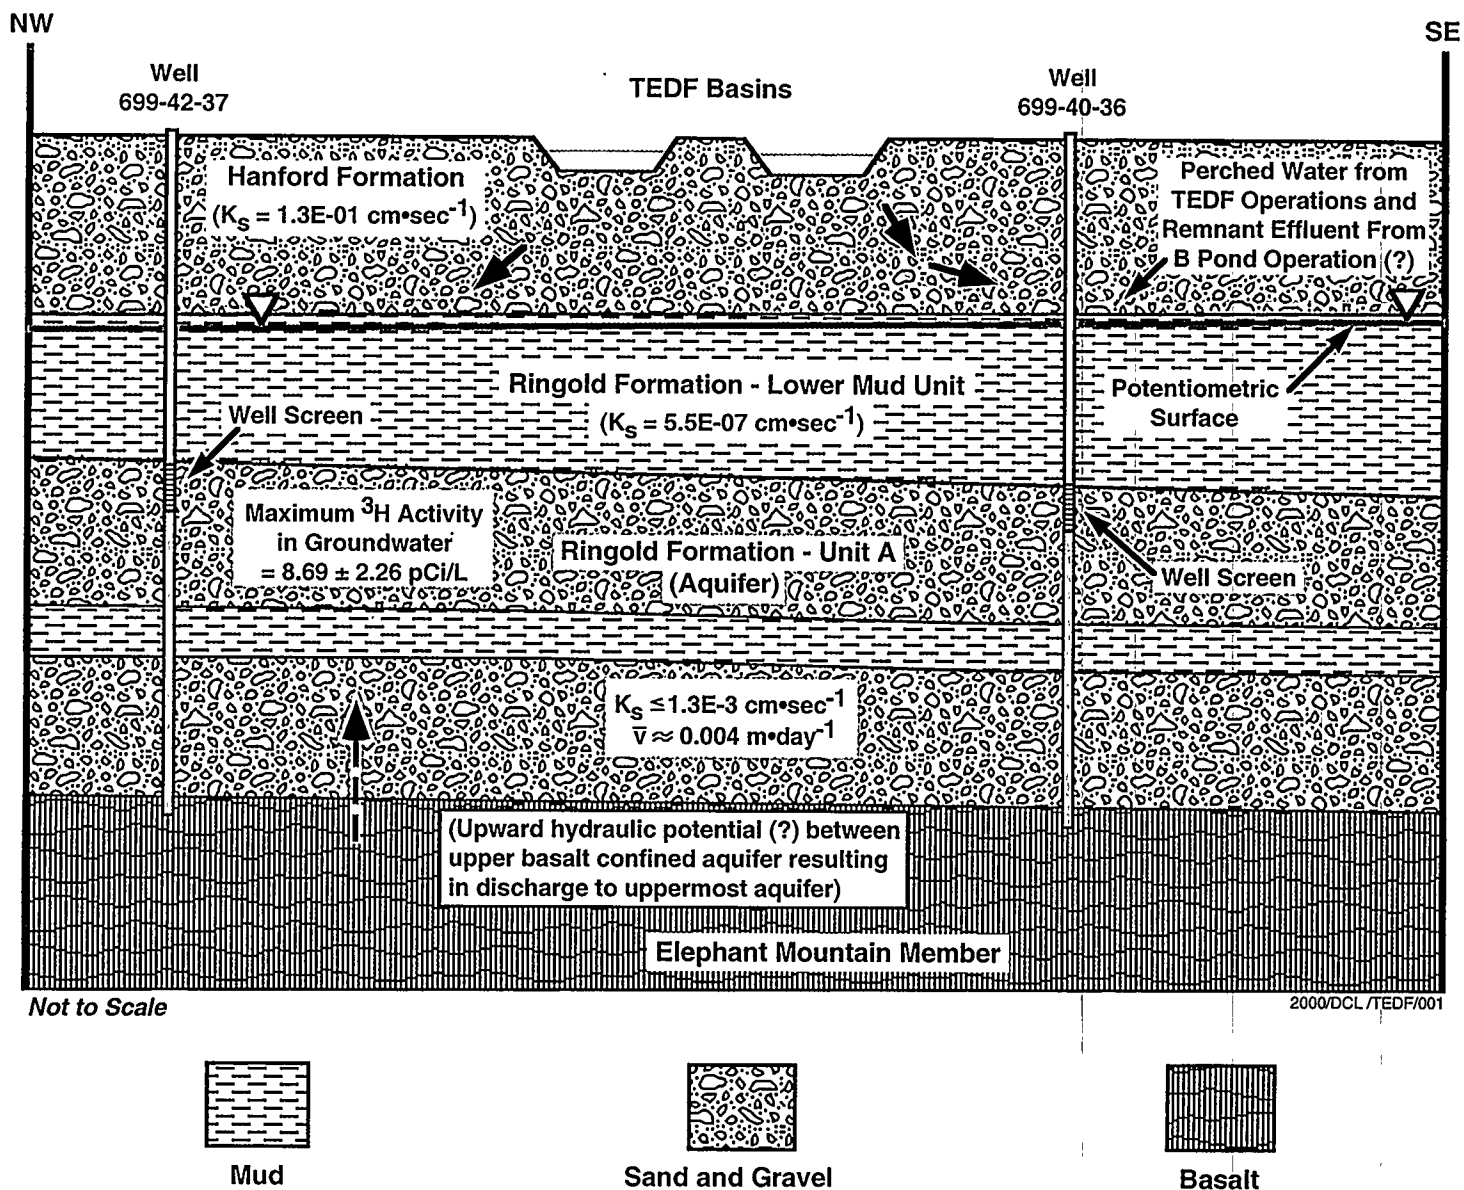 NW
SE
Well
699-42-37
TEDF Basins
Well
699-40-36
Hanford Formation
(Ks = 1.3E-01 cm•sec-1)
Perched Water from
TEDF Operations and
Remnant Effluent From
B Pond Operation (?)
Ringold Formation - Lower Mud Unit
(Ks = 5.5E-07 cm•sec-1)
Potentiometric
Surface
Well Screen
Maximum 3H Activity
in Groundwater
= 8.69 ± 2.26 pCi/L
Ringold Formation - Unit A
(Aquifer)
Well Screen
Ks ≤ 1.3E-3 cm•sec-1
v̅ ≈ 0.004 m•day-1
(Upward hydraulic potential (?) between
upper basalt confined aquifer resulting
in discharge to uppermost aquifer)
Elephant Mountain Member
Not to Scale
2000/DCL/TEDF/001
Mud
Sand and Gravel
Basalt